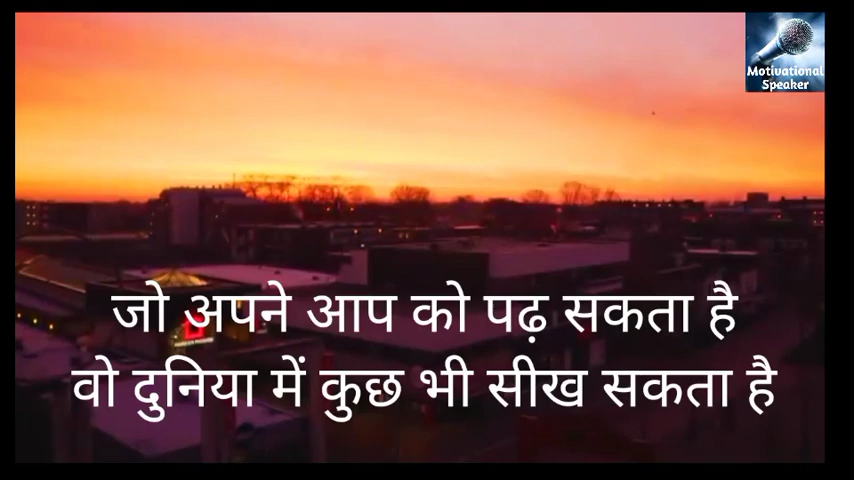 Motivational
Speaker
जो अपने आप को पढ़ सकता है
वो दुनिया में कुछ भी सीख सकता है